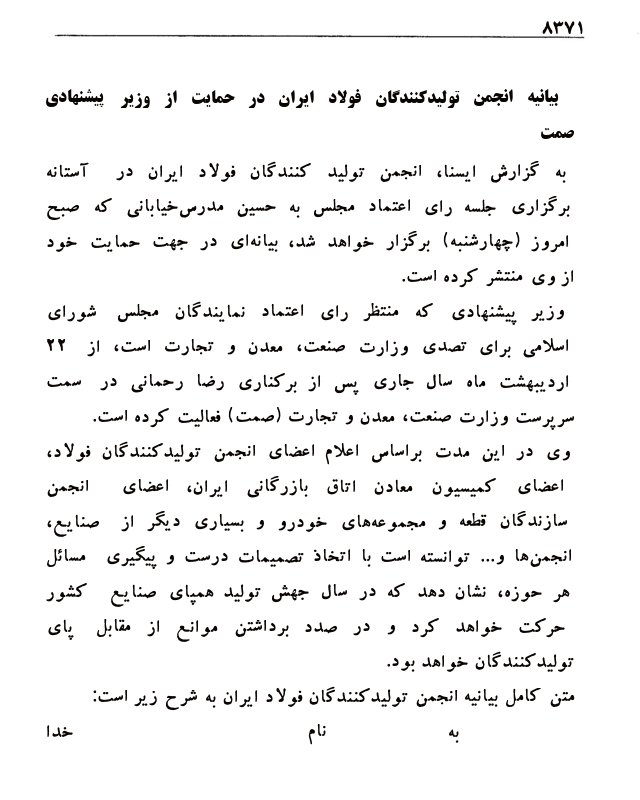 ۸۳۷۱
بیانیه انجمن تولیدکنندگان فولاد ایران در حمایت از وزیر پیشنهادی
صمت
به گزارش ایسنا، انجمن تولید کنندگان فولاد ایران در آستانه
برگزاری جلسه رای اعتماد مجلس به حسین مدرس‌خیابانی که صبح
امروز (چهارشنبه) برگزار خواهد شد، بیانه‌ای در جهت حمایت خود
از وی منتشر کرده است.
وزیر پیشنهادی که منتظر رای اعتماد نمایندگان مجلس شورای
اسلامی برای تصدی وزارت صنعت، معدن و تجارت است، از ۲۲
اردیبهشت ماه سال جاری پس از برکناری رضا رحمانی در سمت
سرپرست وزارت صنعت، معدن و تجارت (صمت) فعالیت کرده است.
وی در این مدت براساس اعلام اعضای انجمن تولیدکنندگان فولاد،
اعضای کمیسیون معادن اتاق بازرگانی ایران، اعضای انجمن
سازندگان قطعه و مجموعه‌های خودرو و بسیاری دیگر از صنایع،
انجمن‌ها و... توانسته است با اتخاذ تصمیمات درست و پیگیری مسائل
هر حوزه، نشان دهد که در سال جهش تولید همپای صنایع کشور
حرکت خواهد کرد و در صدد برداشتن موانع از مقابل پای
تولیدکنندگان خواهد بود.
متن کامل بیانیه انجمن تولیدکنندگان فولاد ایران به شرح زیر است:
به نام خدا